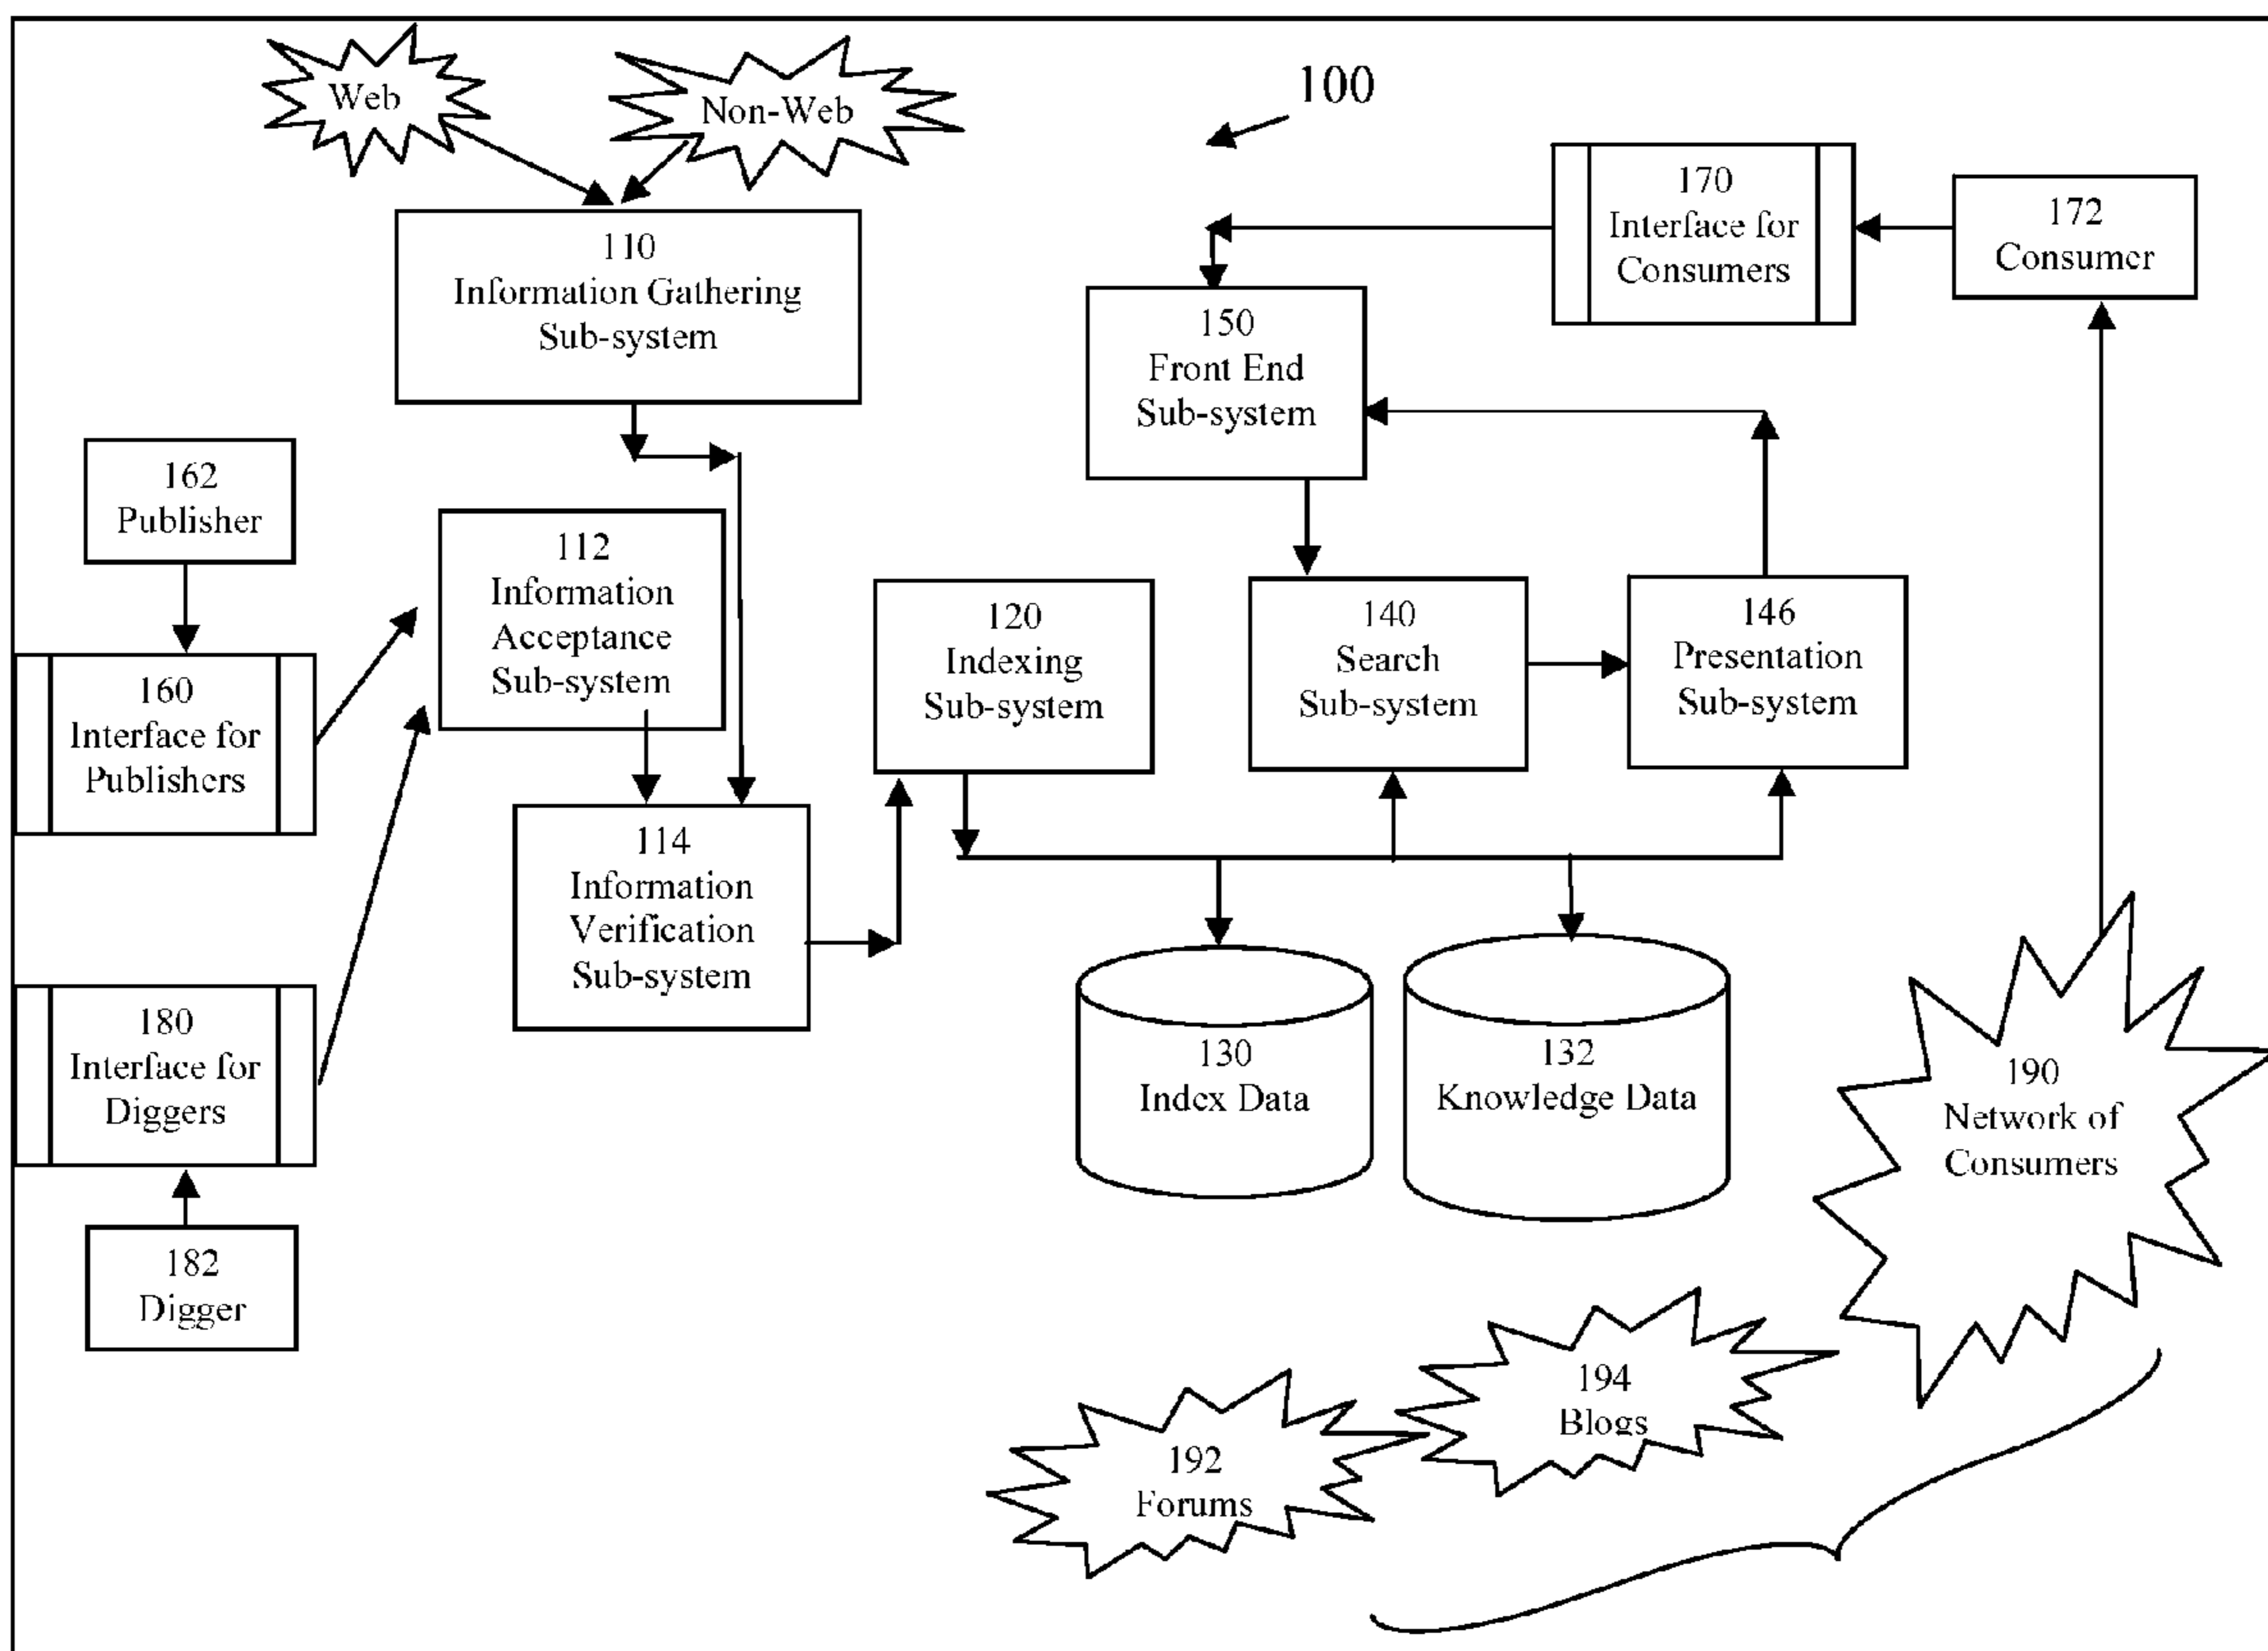 Web
Non-Web
100
110
Information Gathering
Sub-system
170
Interface for
Consumers
172
Consumer
150
Front End
Sub-system
162
Publisher
112
Information
Acceptance
Sub-system
120
Indexing
Sub-system
140
Search
Sub-system
146
Presentation
Sub-system
160
Interface for
Publishers
114
Information
Verification
Sub-system
180
Interface for
Diggers
182
Digger
130
Index Data
132
Knowledge Data
190
Network of
Consumers
194
Blogs
192
Forums